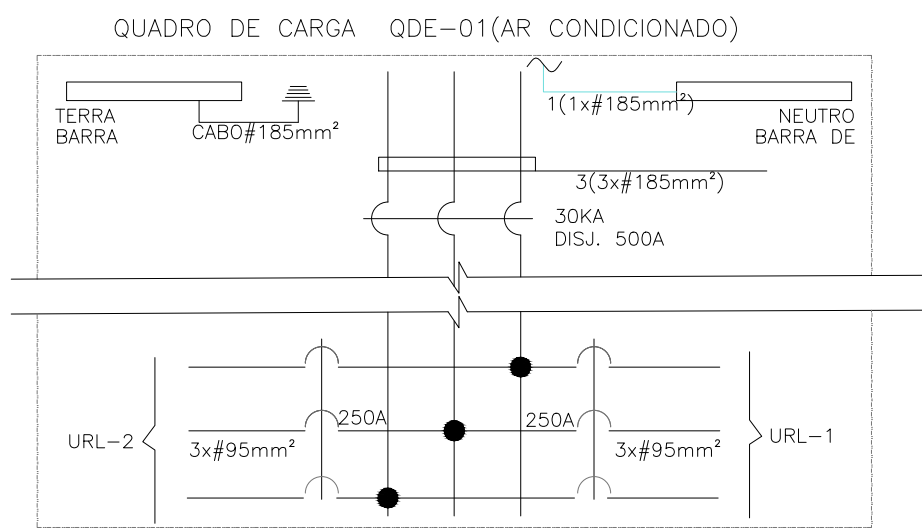 QUADRO DE CARGA QDE-01(AR CONDICIONADO)
TERRA
BARRA
CABO#185mm²
1(1x#185mm²)
NEUTRO
BARRA DE
3(3x#185mm²)
30KA
DISJ. 500A
250A
250A
URL-2
3x#95mm²
3x#95mm²
URL-1